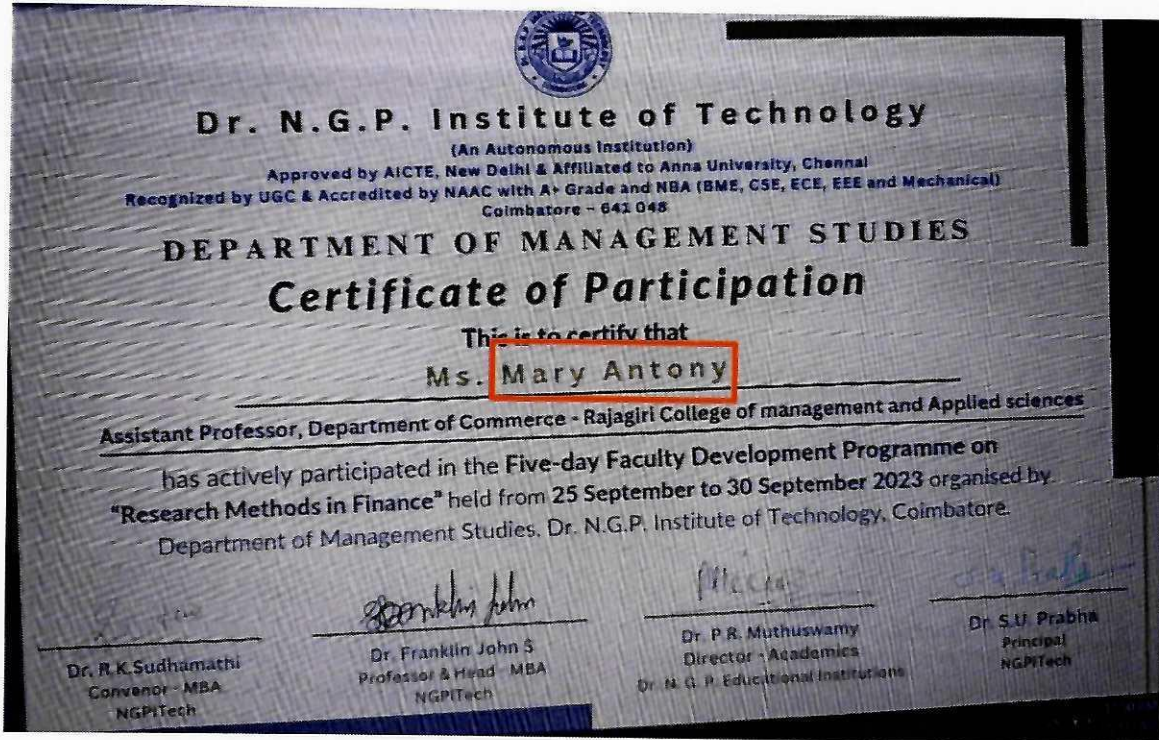 Dr. N.G.P. Institute of Technology
(An Autonomous Institution)
Approved by AICTE, New Delhi & Affiliated to Anna University, Chennai
Recognized by UGC & Accredited by NAAC with A+ Grade and NBA (BME, CSE, ECE, EEE and Mechanical)
Coimbatore – 641 048
DEPARTMENT OF MANAGEMENT STUDIES
Certificate of Participation
This is to certify that
Ms. Mary Antony
Assistant Professor, Department of Commerce - Rajagiri College of management and Applied sciences
has actively participated in the Five-day Faculty Development Programme on
"Research Methods in Finance" held from 25 September to 30 September 2023 organised by
Department of Management Studies, Dr. N.G.P. Institute of Technology, Coimbatore.
Franklin John
Dr. R.K.Sudhamathi
Convenor - MBA
NGPiTech
Dr. Franklin John S
Professor & Head - MBA
NGPiTech
Dr. P.R. Muthuswamy
Director - Academics
Dr. N. G. P. Educational Institutions
Dr. S.U. Prabha
Principal
NGPiTech